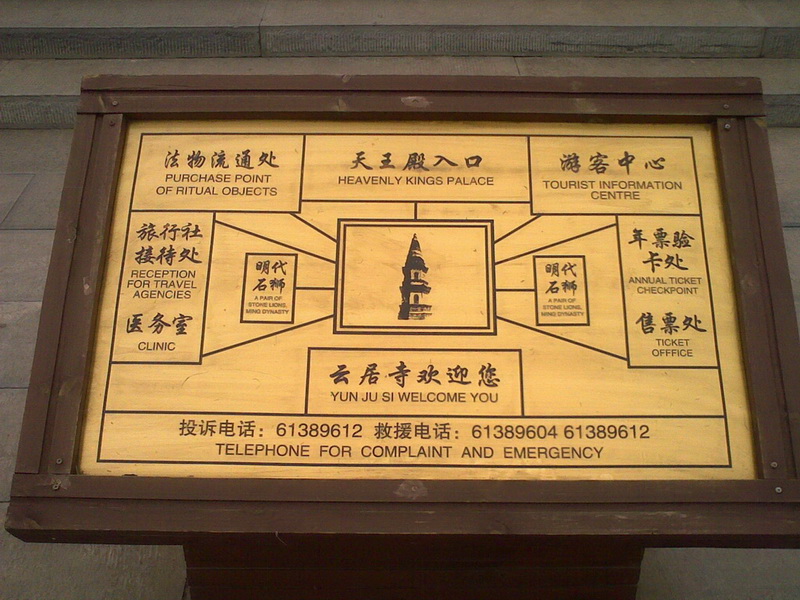 法物流通处
PURCHASE POINT
OF RITUAL OBJECTS
天王殿入口
HEAVENLY KINGS PALACE
游客中心
TOURIST INFORMATION
CENTRE
旅行社
接待处
RECEPTION
FOR TRAVEL
AGENCIES
医务室
CLINIC
明代
石狮
A PAIR OF
STONE LIONS,
MING DYNASTY
明代
石狮
A PAIR OF
STONE LIONS,
MING DYNASTY
年票验
卡处
ANNUAL TICKET
CHECKPOINT
售票处
TICKET
OFFFICE
云居寺欢迎您
YUN JU SI WELCOME YOU
投诉电话：61389612 救援电话：61389604 61389612
TELEPHONE FOR COMPLAINT AND EMERGENCY